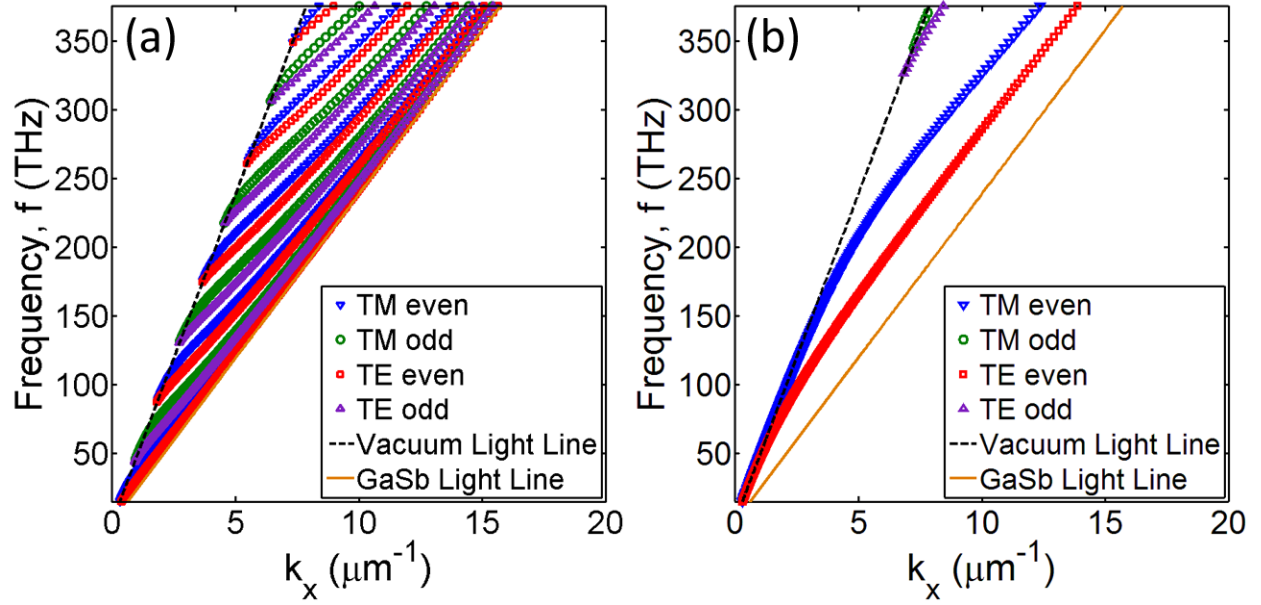 (a)
Frequency, f (THz)
350
300
250
200
150
100
50
TM even
TM odd
TE even
TE odd
Vacuum Light Line
GaSb Light Line
0
5
10
15
20
k_x (μm⁻¹)
(b)
Frequency, f (THz)
350
300
250
200
150
100
50
TM even
TM odd
TE even
TE odd
Vacuum Light Line
GaSb Light Line
0
5
10
15
20
k_x (μm⁻¹)